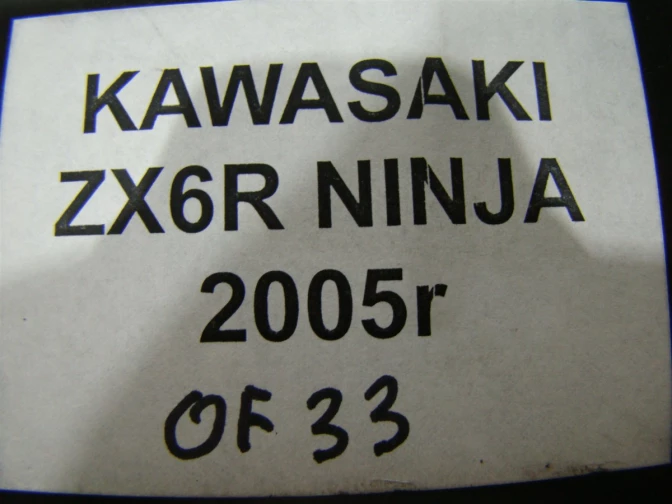 KAWASAKI
ZX6R NINJA
2005r
OF 33